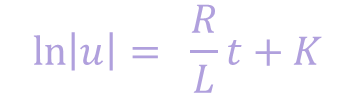 ln|u| = R/L t + K